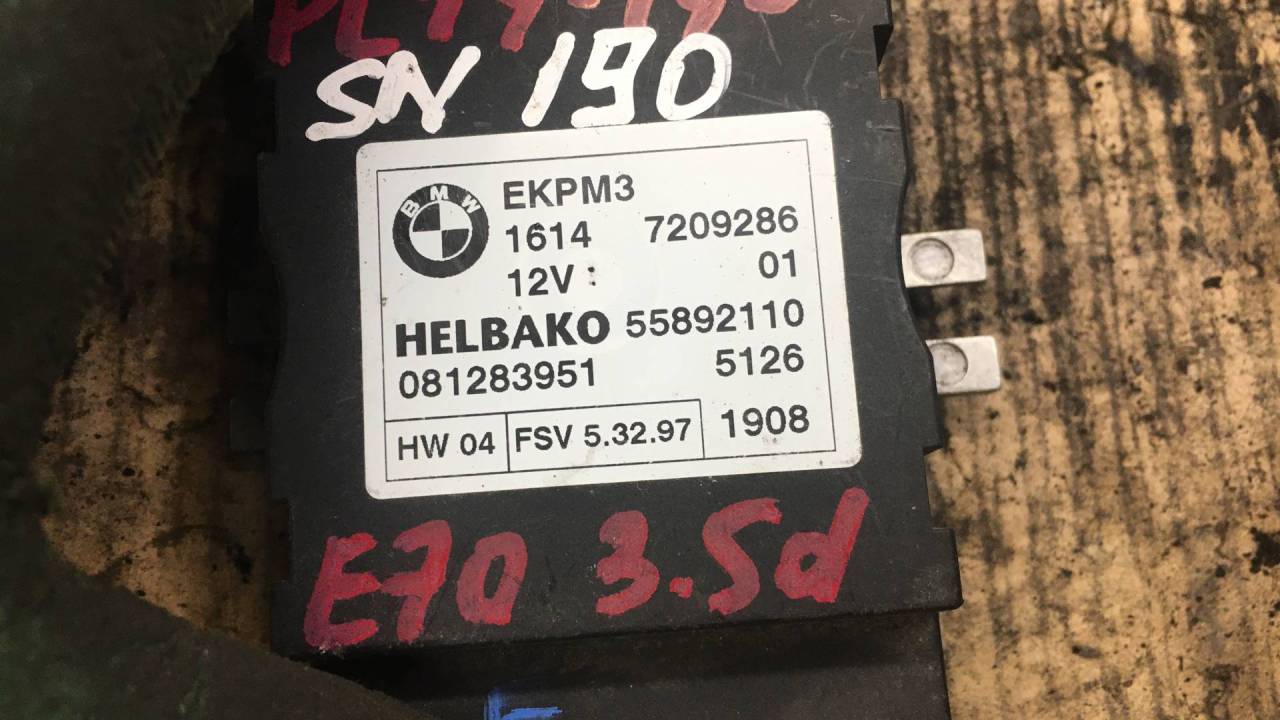 SN 190
BMW
EKPM3
1614 7209286
12V : 01
HELBAKO 55892110
081283951 5126
HW 04 FSV 5.32.97 1908
E70 3.5d